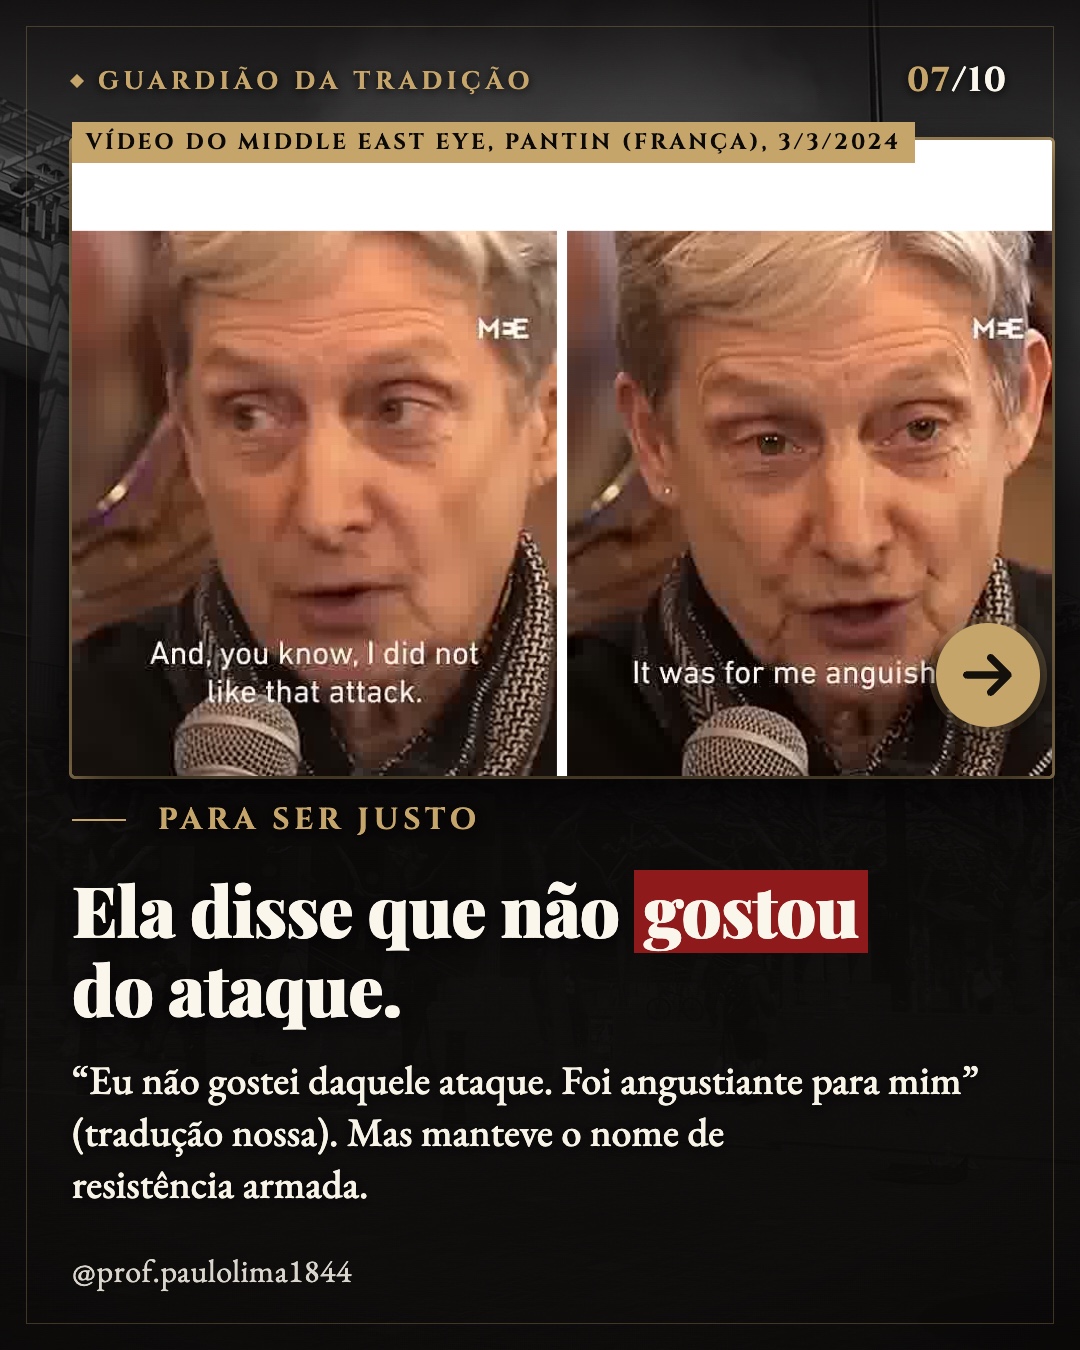 ◆ GUARDIÃO DA TRADIÇÃO
07/10
VÍDEO DO MIDDLE EAST EYE, PANTIN (FRANÇA), 3/3/2024
MEE
MEE
And, you know, I did not
like that attack.
It was for me anguish
PARA SER JUSTO
Ela disse que não gostou
do ataque.
“Eu não gostei daquele ataque. Foi angustiante para mim”
(tradução nossa). Mas manteve o nome de
resistência armada.
@prof.paulolima1844